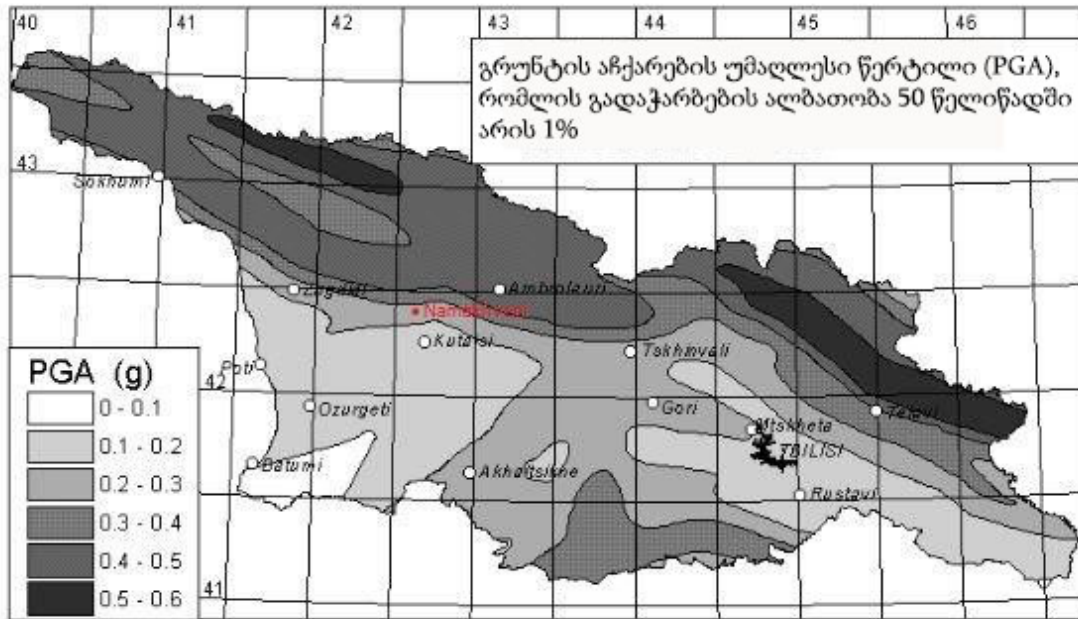 40 41 42 43 44 45 46
გრუნტის აჩქარების უმაღლესი წერტილი (PGA),
რომლის გადაჭარბების ალბათობა 50 წელიწადში
არის 1%
43
Sokhumi
Zugdidi
Ambrolauri
Kutaisi
Tskhinvali
Poti
42
Ozurgeti
Gori
Telavi
Mtskheta
TBILISI
Batumi
Akhaltsikhe
Rustavi
41
PGA (g)
0 - 0.1
0.1 - 0.2
0.2 - 0.3
0.3 - 0.4
0.4 - 0.5
0.5 - 0.6